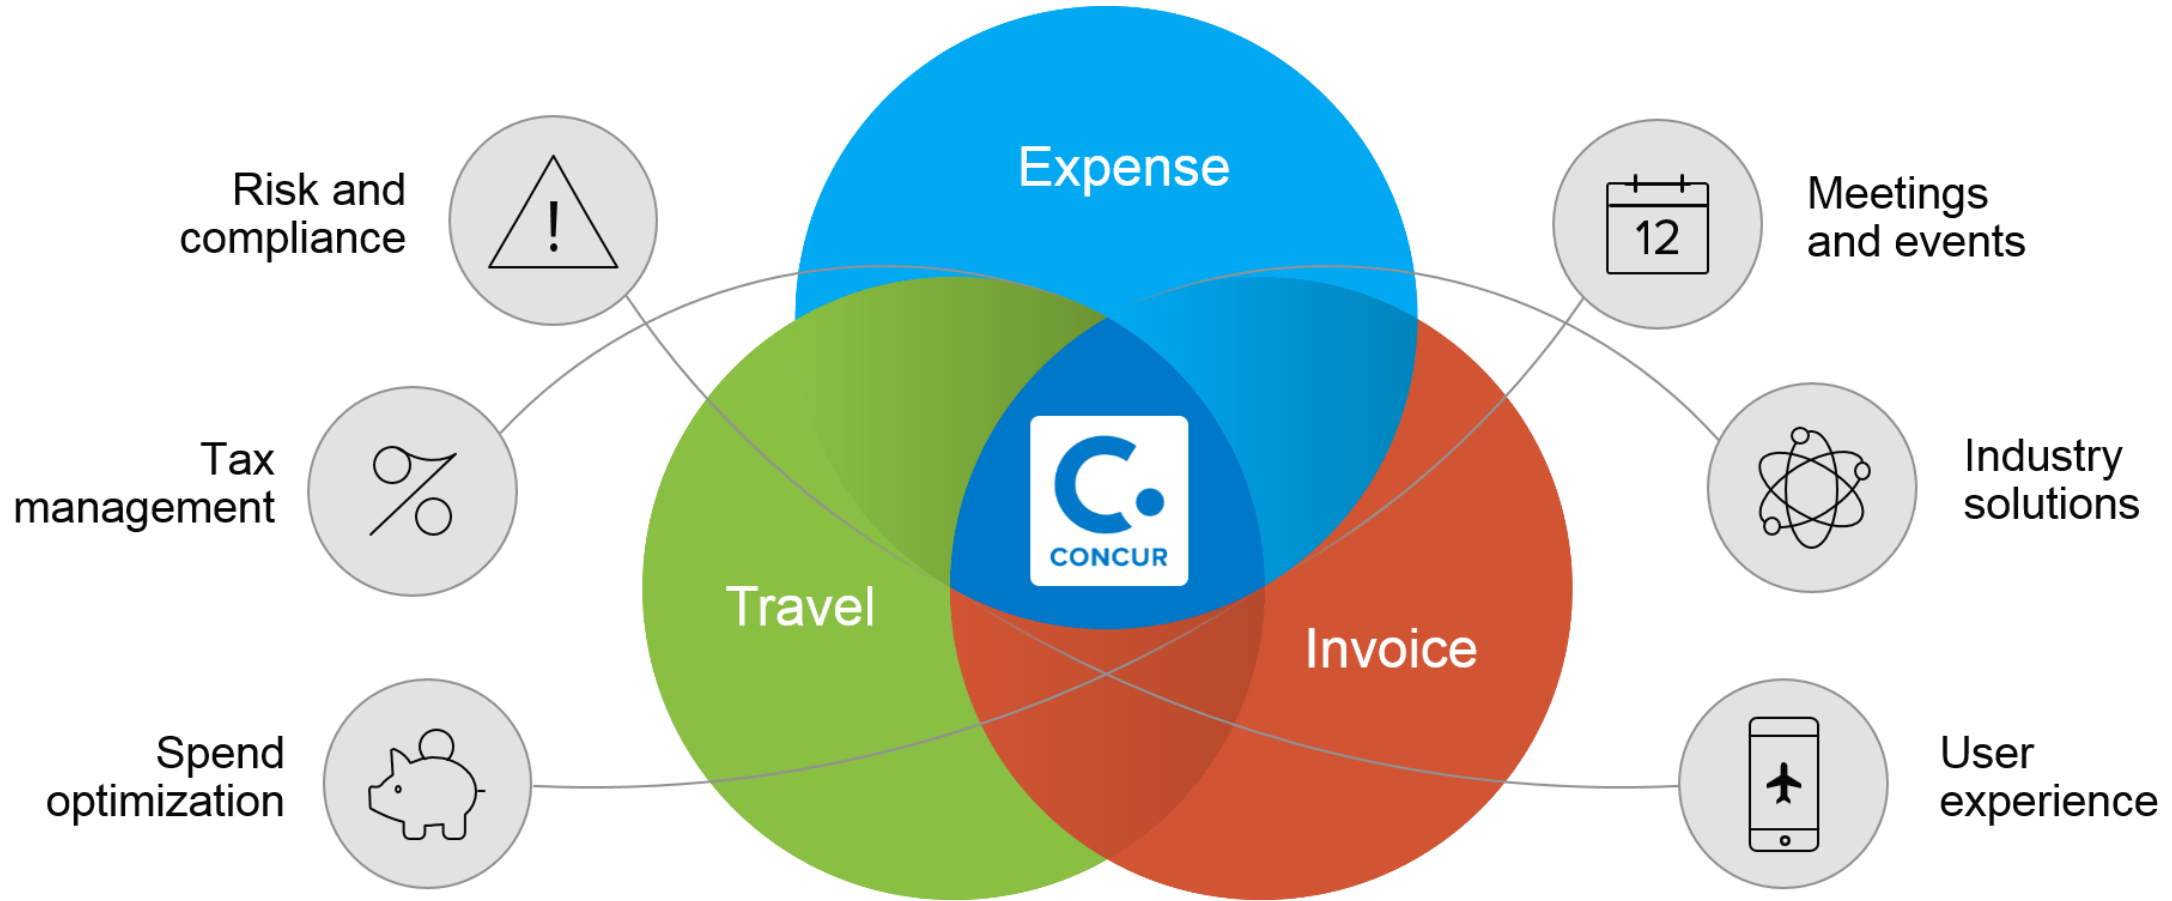 Expense
Risk and
compliance
!
12
Meetings
and events
Tax
management
Industry
solutions
C.
CONCUR
Travel
Invoice
Spend
optimization
User
experience